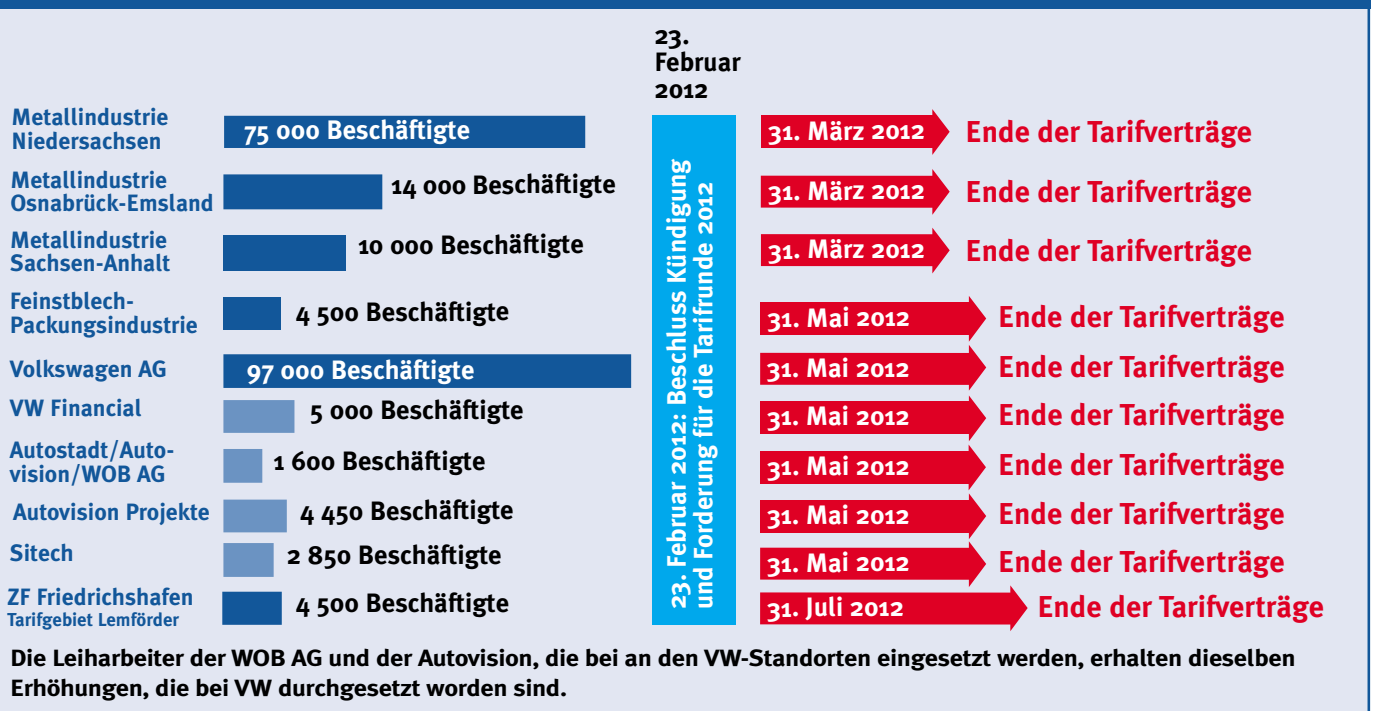 23.
Februar
2012
Metallindustrie
Niedersachsen
75 000 Beschäftigte
31. März 2012
Ende der Tarifverträge
Metallindustrie
Osnabrück-Emsland
14 000 Beschäftigte
31. März 2012
Ende der Tarifverträge
Metallindustrie
Sachsen-Anhalt
10 000 Beschäftigte
31. März 2012
Ende der Tarifverträge
Feinstblech-
Packungsindustrie
4 500 Beschäftigte
31. Mai 2012
Ende der Tarifverträge
Volkswagen AG
97 000 Beschäftigte
31. Mai 2012
Ende der Tarifverträge
VW Financial
5 000 Beschäftigte
31. Mai 2012
Ende der Tarifverträge
Autostadt/Auto-
vision/WOB AG
1 600 Beschäftigte
31. Mai 2012
Ende der Tarifverträge
Autovision Projekte
4 450 Beschäftigte
31. Mai 2012
Ende der Tarifverträge
Sitech
2 850 Beschäftigte
31. Mai 2012
Ende der Tarifverträge
ZF Friedrichshafen
Tarifgebiet Lemförder
4 500 Beschäftigte
31. Juli 2012
Ende der Tarifverträge
23. Februar 2012: Beschluss Kündigung
und Forderung für die Tarifrunde 2012
Die Leiharbeiter der WOB AG und der Autovision, die bei an den VW-Standorten eingesetzt werden, erhalten dieselben
Erhöhungen, die bei VW durchgesetzt worden sind.